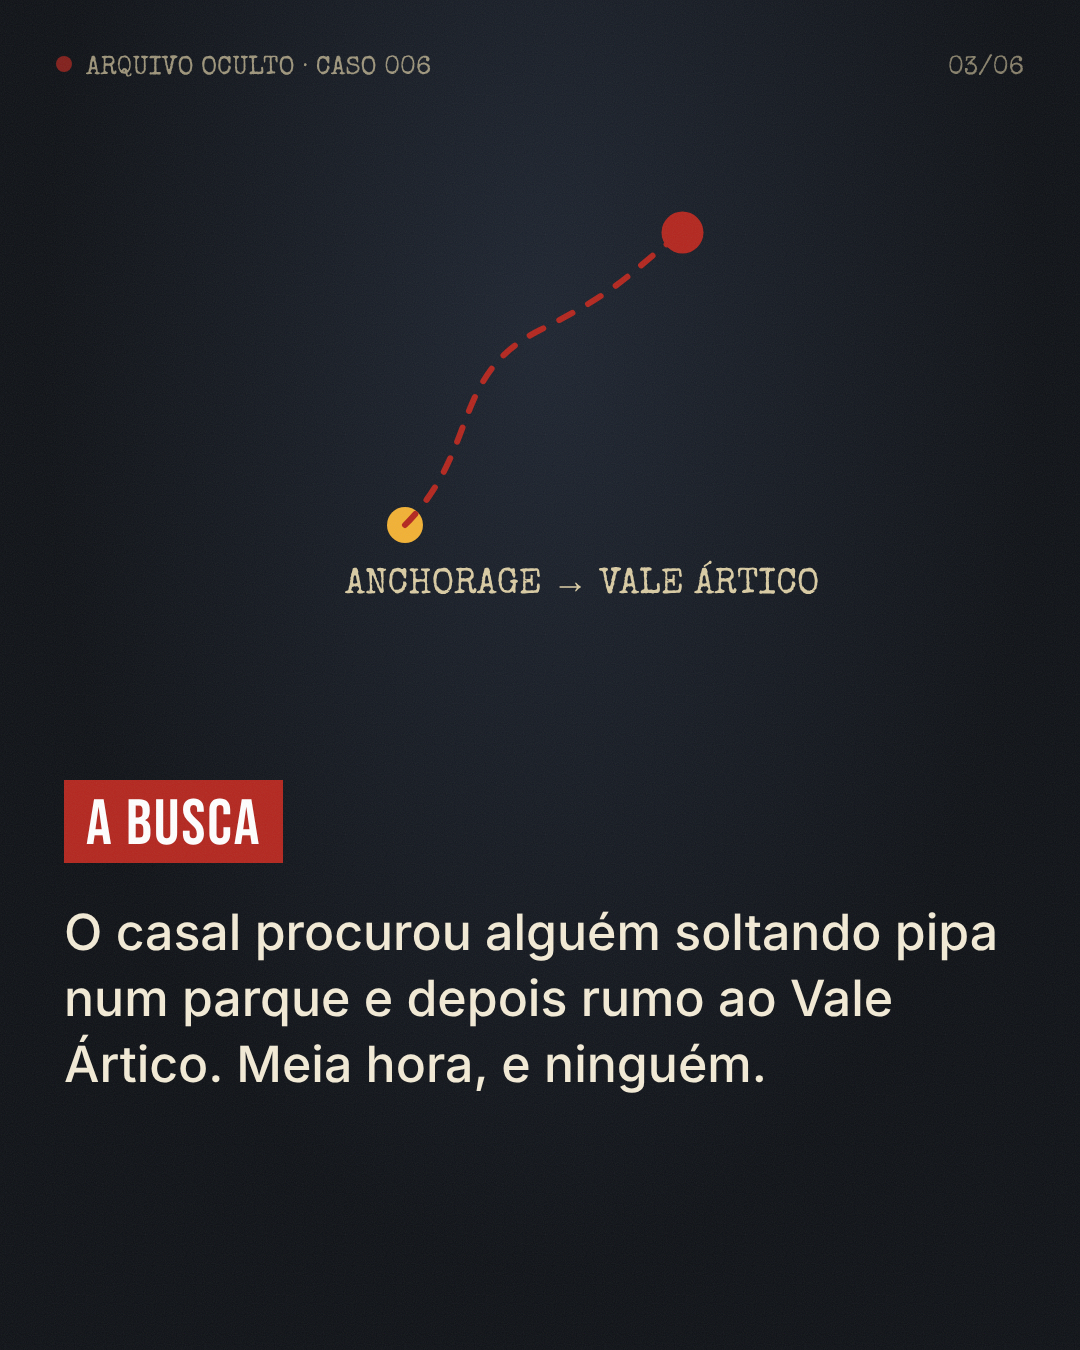 ARQUIVO OCULTO · CASO 006
03/06
ANCHORAGE → VALE ÁRTICO
A BUSCA
O casal procurou alguém soltando pipa
num parque e depois rumo ao Vale
Ártico. Meia hora, e ninguém.